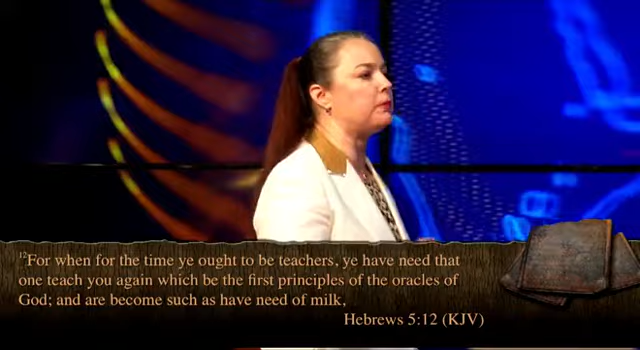 ¹²For when for the time ye ought to be teachers, ye have need that
one teach you again which be the first principles of the oracles of
God; and are become such as have need of milk,
Hebrews 5:12 (KJV)